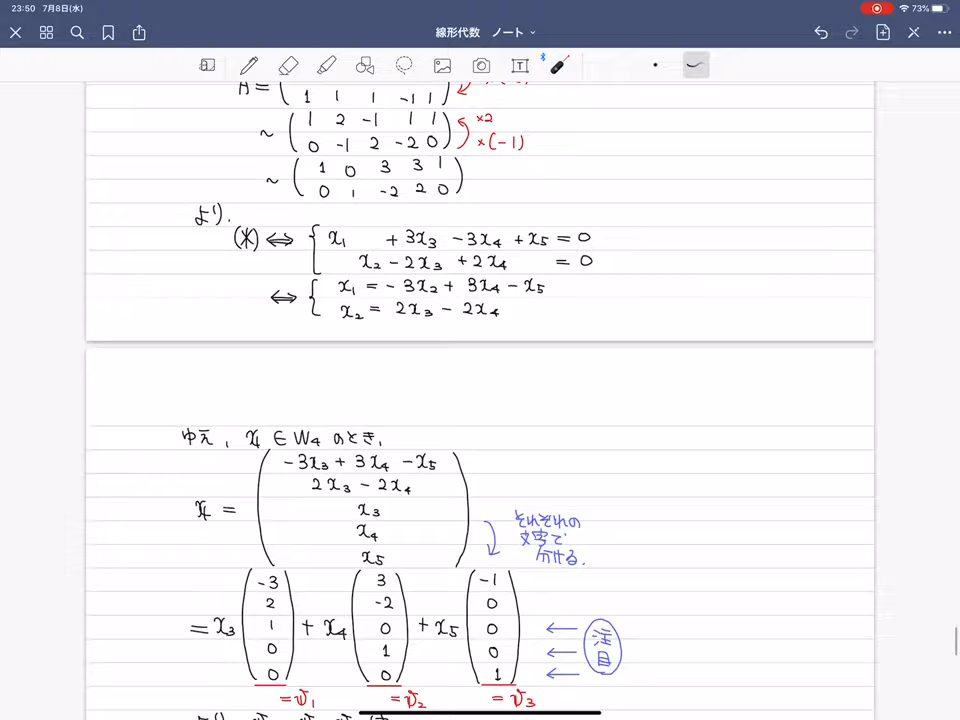 23:50 7月8日(水) 73%
線形代数 ノート
A = ( 1 1 1 -1 1 )
~ ( 1 2 -1 1 1 ) ×2
( 0 -1 2 -2 0 ) ×(-1)
~ ( 1 0 3 3 1 )
( 0 1 -2 2 0 )
より.
(*) ⇔ { x₁ + 3x₃ - 3x₄ + x₅ = 0
x₂ - 2x₃ + 2x₄ = 0
⇔ { x₁ = - 3x₂ + 3x₄ - x₅
x₂ = 2x₃ - 2x₄
ゆえ, 𝕩 ∈ W₄ のとき,
-3x₃ + 3x₄ - x₅
2x₃ - 2x₄
𝕩 = x₃
x₄
x₅
それぞれの
文字で
分ける.
= x₃ ( -3 2 1 0 0 ) + x₄ ( 3 -2 0 1 0 ) + x₅ ( -1 0 0 0 1 ) ← ← ← 注目
= 𝕧₁ = 𝕧₂ = 𝕧₃